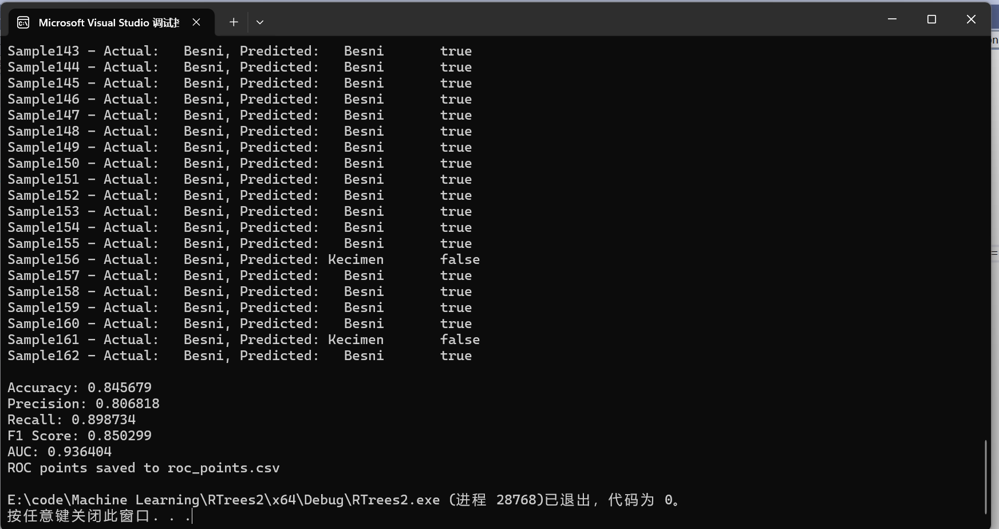 Microsoft Visual Studio 调试
Sample143 - Actual:   Besni, Predicted:   Besni       true
Sample144 - Actual:   Besni, Predicted:   Besni       true
Sample145 - Actual:   Besni, Predicted:   Besni       true
Sample146 - Actual:   Besni, Predicted:   Besni       true
Sample147 - Actual:   Besni, Predicted:   Besni       true
Sample148 - Actual:   Besni, Predicted:   Besni       true
Sample149 - Actual:   Besni, Predicted:   Besni       true
Sample150 - Actual:   Besni, Predicted:   Besni       true
Sample151 - Actual:   Besni, Predicted:   Besni       true
Sample152 - Actual:   Besni, Predicted:   Besni       true
Sample153 - Actual:   Besni, Predicted:   Besni       true
Sample154 - Actual:   Besni, Predicted:   Besni       true
Sample155 - Actual:   Besni, Predicted:   Besni       true
Sample156 - Actual:   Besni, Predicted: Kecimen       false
Sample157 - Actual:   Besni, Predicted:   Besni       true
Sample158 - Actual:   Besni, Predicted:   Besni       true
Sample159 - Actual:   Besni, Predicted:   Besni       true
Sample160 - Actual:   Besni, Predicted:   Besni       true
Sample161 - Actual:   Besni, Predicted: Kecimen       false
Sample162 - Actual:   Besni, Predicted:   Besni       true
Accuracy: 0.845679
Precision: 0.806818
Recall: 0.898734
F1 Score: 0.850299
AUC: 0.936404
ROC points saved to roc_points.csv
E:\code\Machine Learning\RTrees2\x64\Debug\RTrees2.exe (进程 28768)已退出，代码为 0。
按任意键关闭此窗口. . .